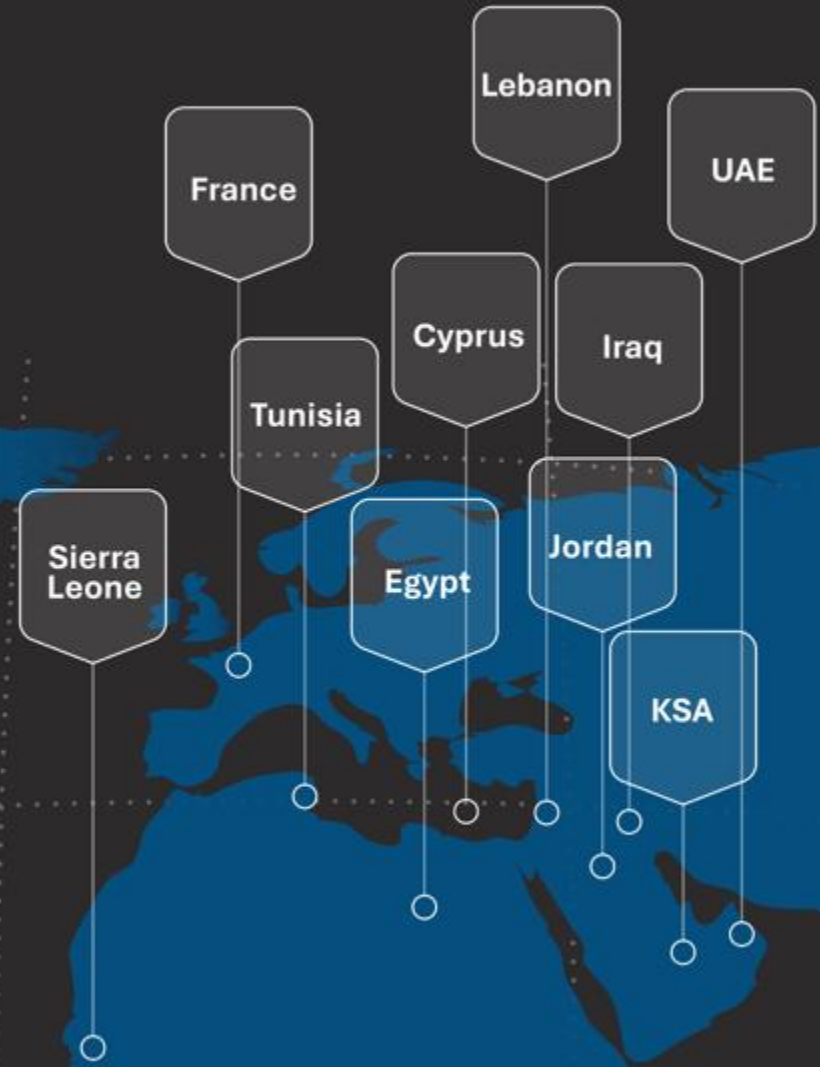 Lebanon
UAE
France
Cyprus
Iraq
Tunisia
Jordan
Sierra
Leone
Egypt
KSA